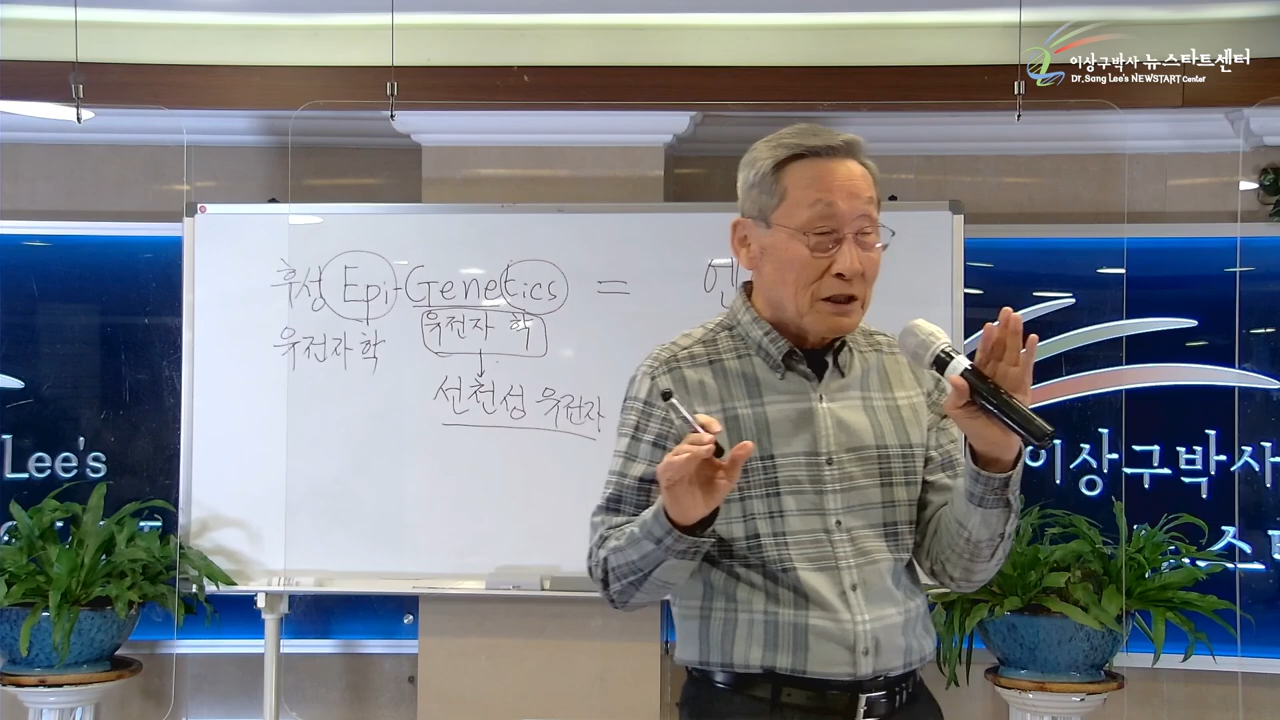 이상구박사 뉴스타트센터
Dr. Sang Lee's NEWSTART Center
후성 Epi-Genetics = 엔
유전자 학
유전자 학
선천성 유전자
Lee's
이상구박사